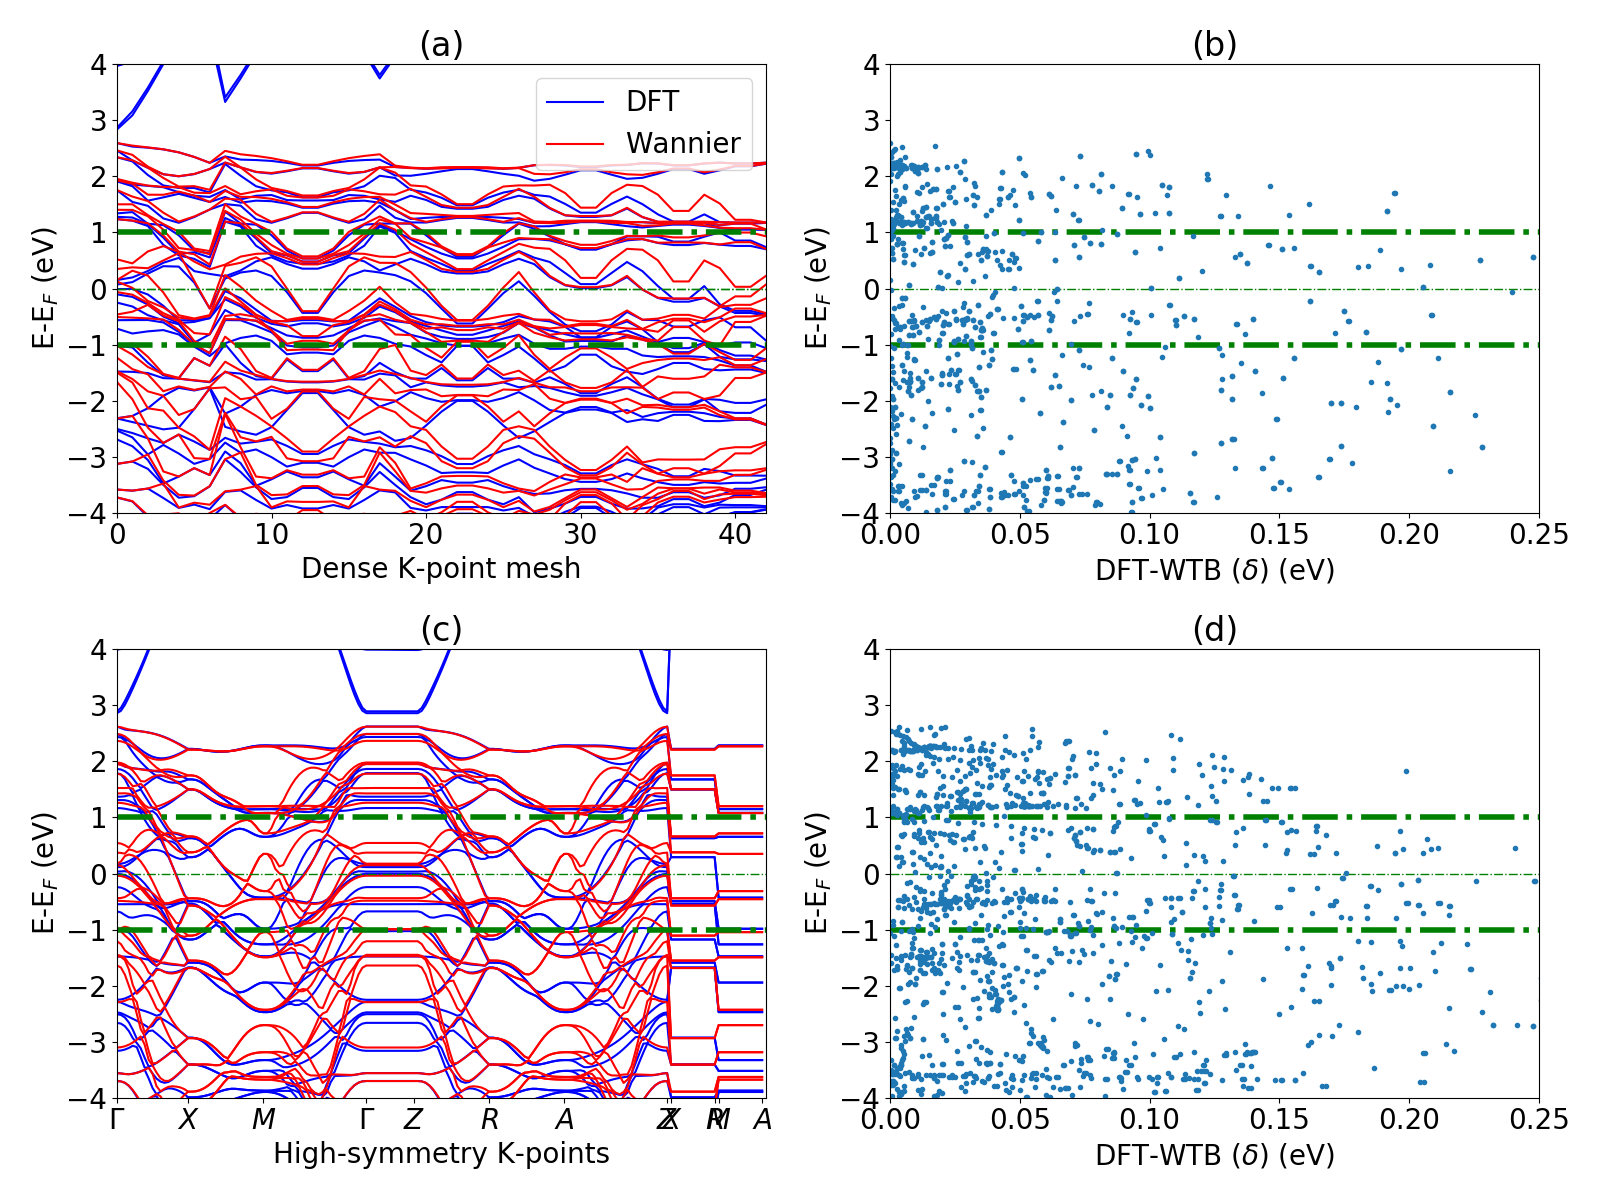 (a)
E-E_F (eV)
4
3
2
1
0
−1
−2
−3
−4
DFT
Wannier
0 10 20 30 40
Dense K-point mesh
(b)
E-E_F (eV)
4
3
2
1
0
−1
−2
−3
−4
0.00 0.05 0.10 0.15 0.20 0.25
DFT-WTB (δ) (eV)
(c)
E-E_F (eV)
4
3
2
1
0
−1
−2
−3
−4
Γ X M Γ Z R A Z X R M A
High-symmetry K-points
(d)
E-E_F (eV)
4
3
2
1
0
−1
−2
−3
−4
0.00 0.05 0.10 0.15 0.20 0.25
DFT-WTB (δ) (eV)